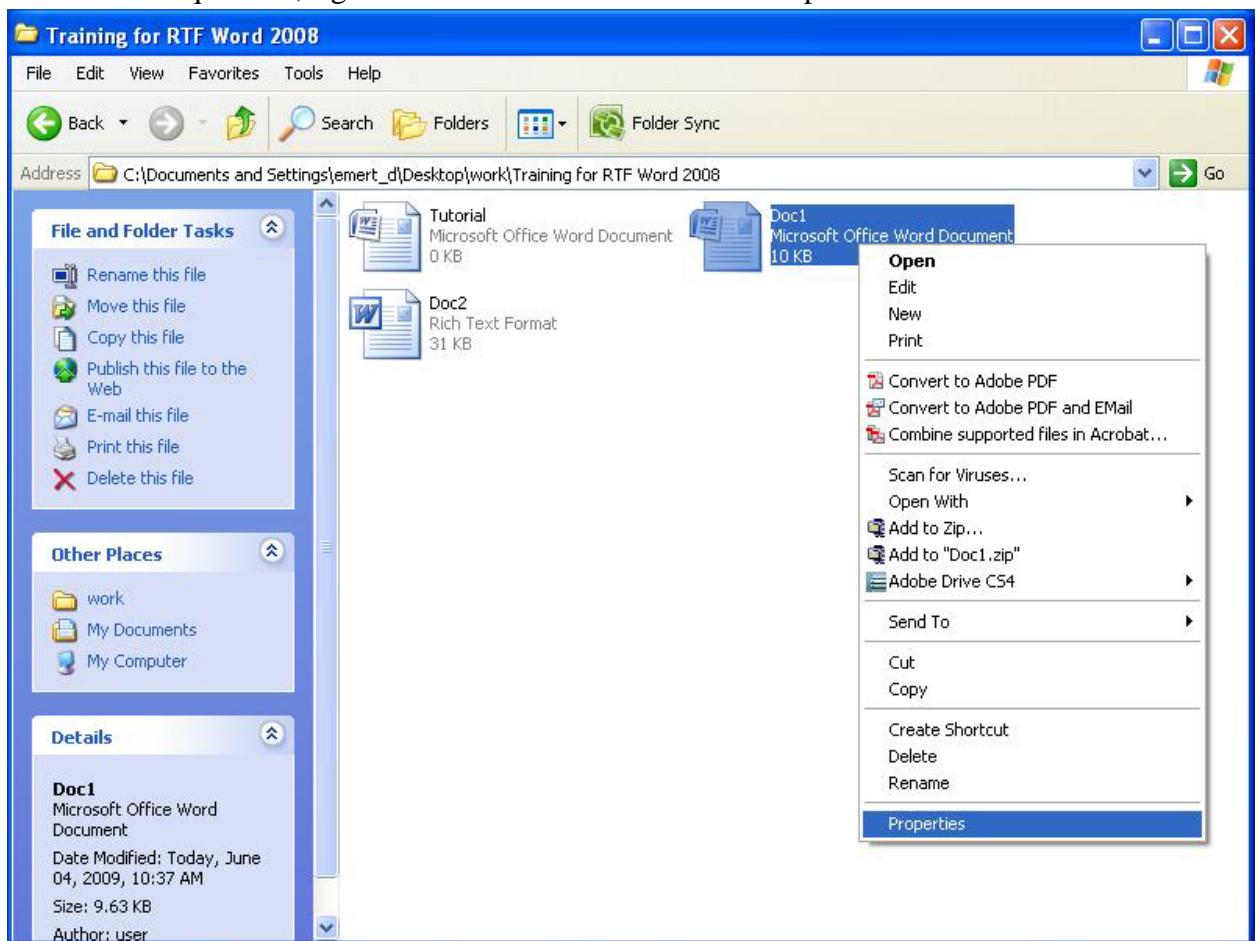 Training for RTF Word 2008
File Edit View Favorites Tools Help
Back Search Folders Folder Sync
Address C:\Documents and Settings\emert_d\Desktop\work\Training for RTF Word 2008 Go
File and Folder Tasks
Rename this file
Move this file
Copy this file
Publish this file to the
Web
E-mail this file
Print this file
Delete this file
Other Places
work
My Documents
My Computer
Details
Doc1
Microsoft Office Word
Document
Date Modified: Today, June
04, 2009, 10:37 AM
Size: 9.63 KB
Author: user
Tutorial
Microsoft Office Word Document
0 KB
Doc1
Microsoft Office Word Document
10 KB
Doc2
Rich Text Format
31 KB
Open
Edit
New
Print
Convert to Adobe PDF
Convert to Adobe PDF and EMail
Combine supported files in Acrobat...
Scan for Viruses...
Open With
Add to Zip...
Add to "Doc1.zip"
Adobe Drive CS4
Send To
Cut
Copy
Create Shortcut
Delete
Rename
Properties